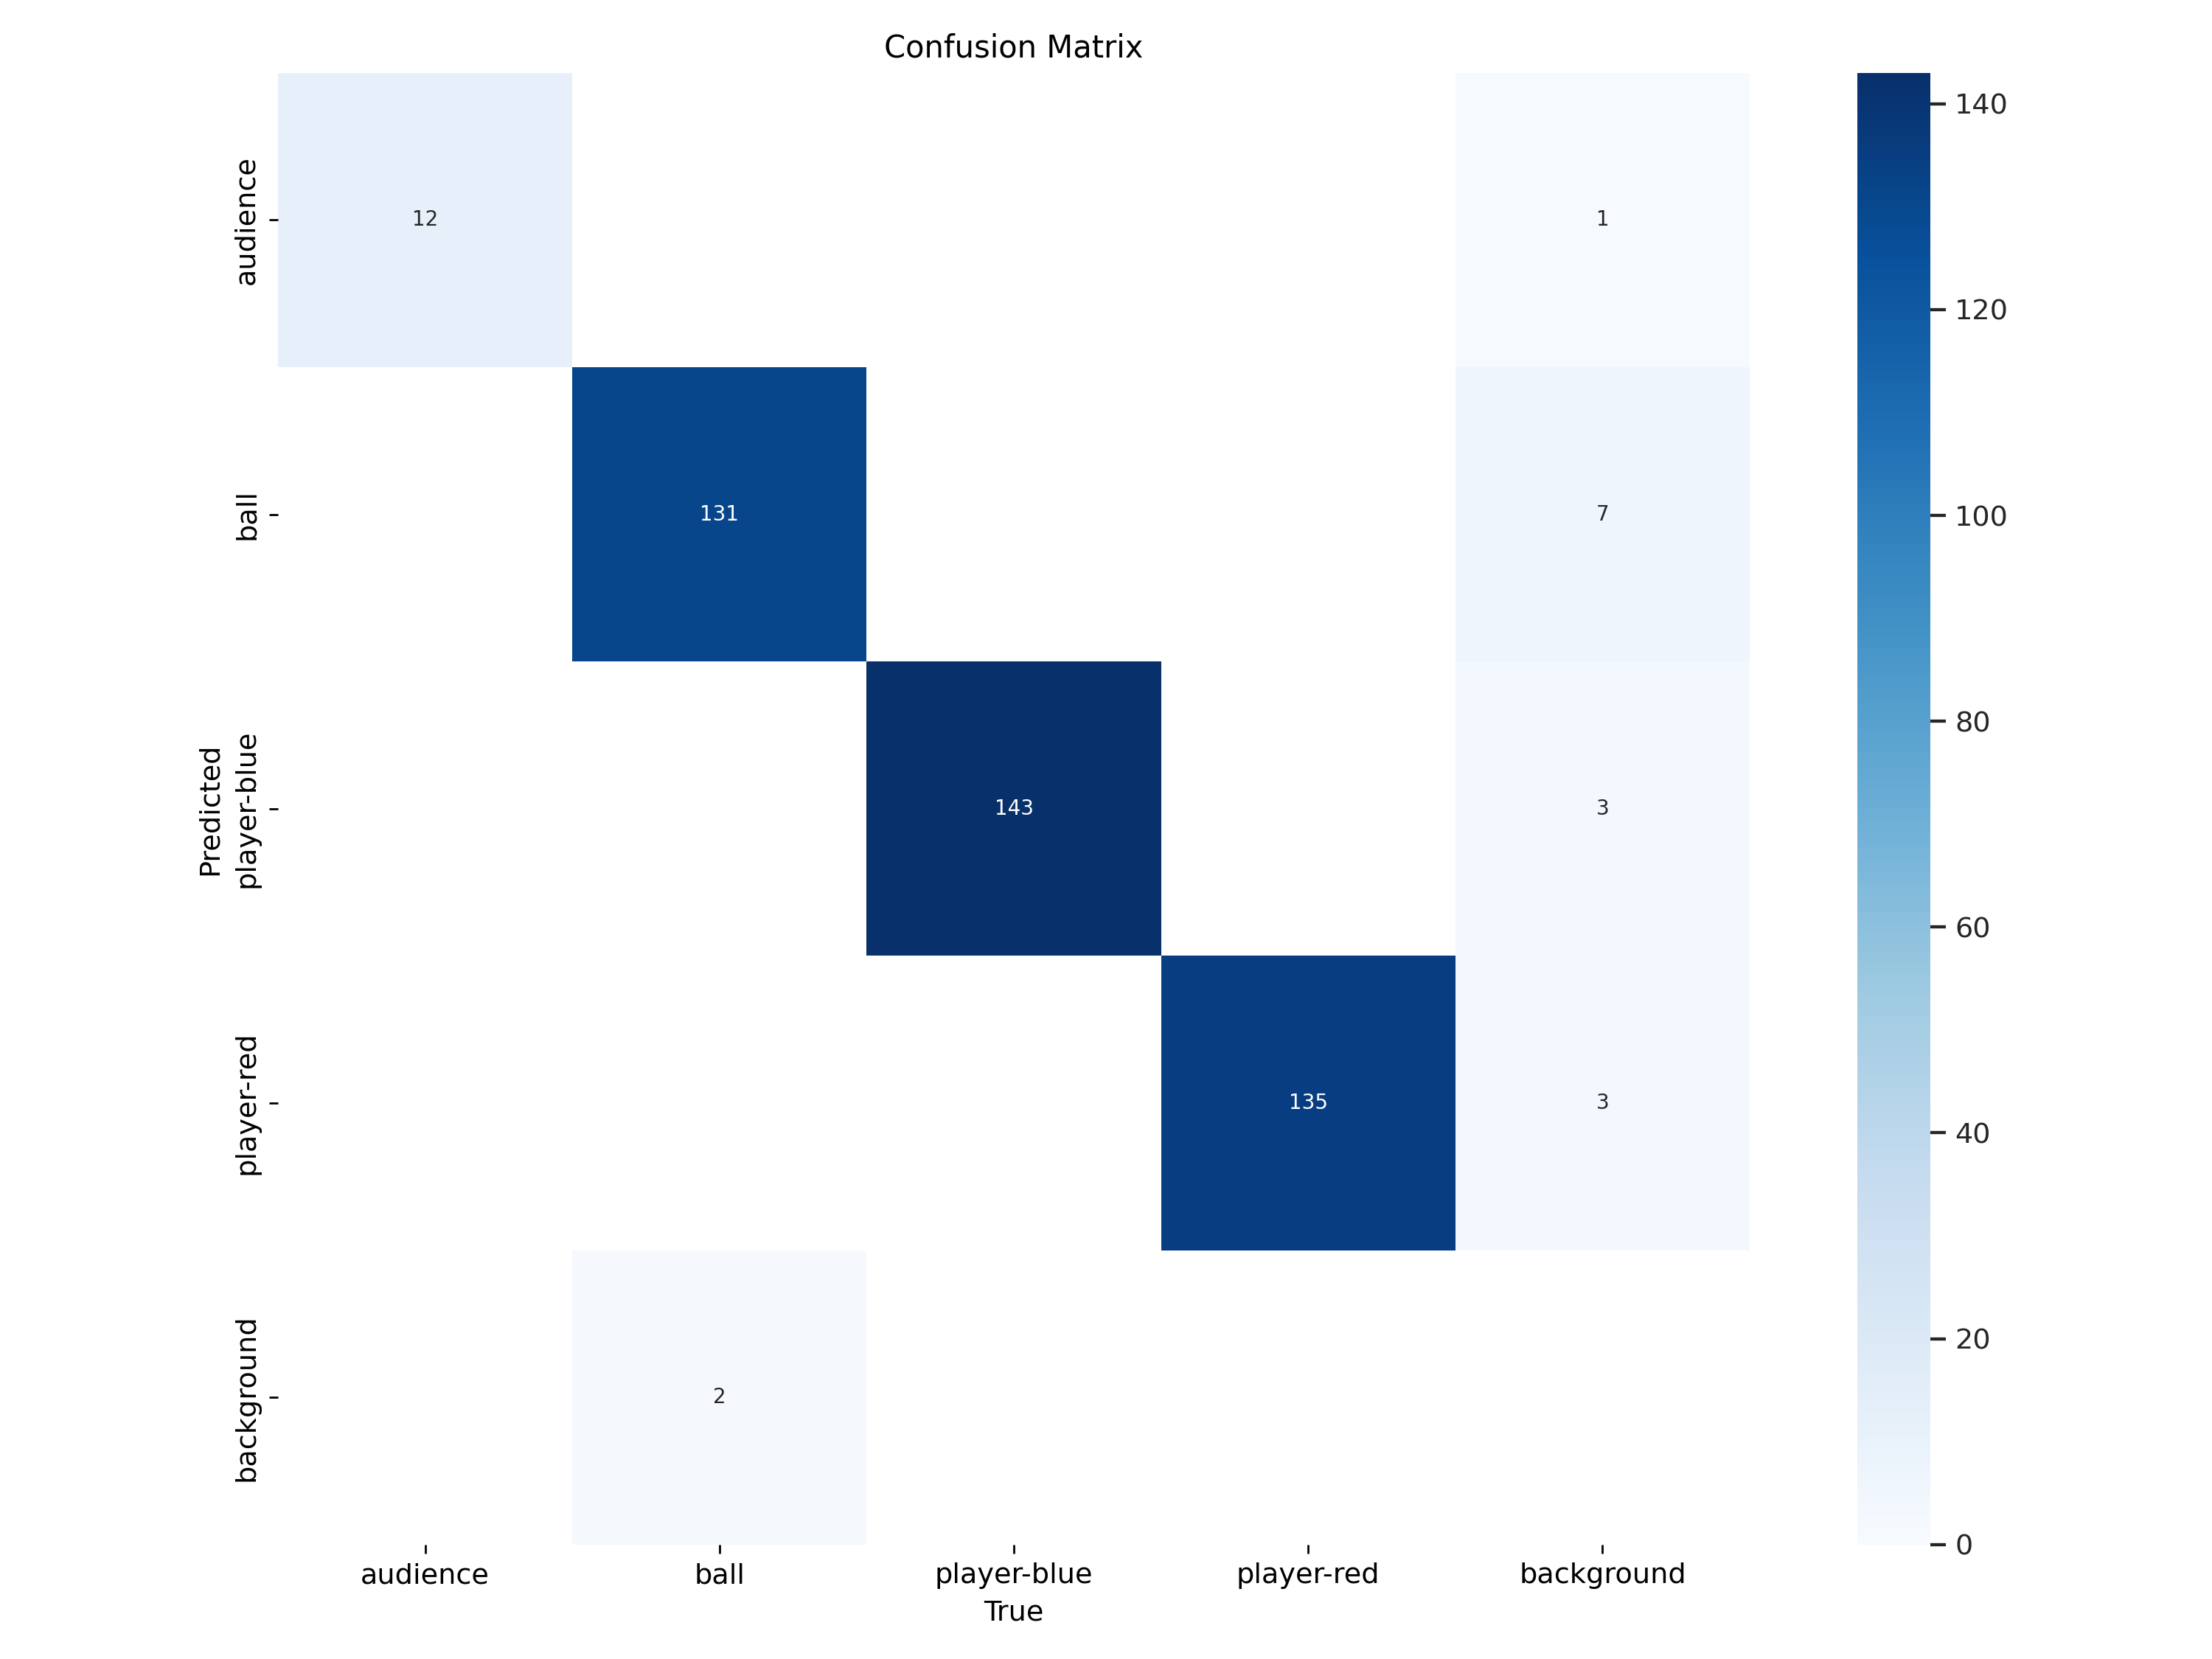 Confusion Matrix
audience
12
1
ball
131
7
Predicted
player-blue
143
3
player-red
135
3
background
2
audience
ball
player-blue
player-red
background
True
140
120
100
80
60
40
20
0